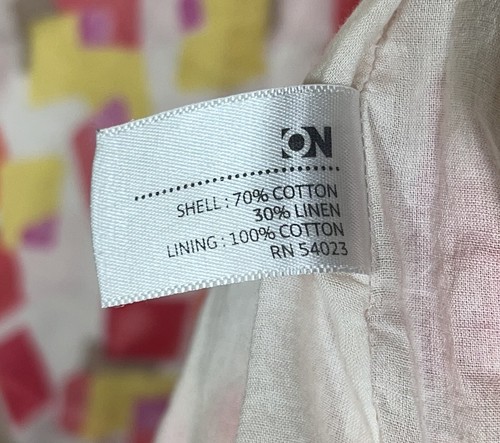 ON
SHELL : 70% COTTON
30% LINEN
LINING : 100% COTTON
RN 54023